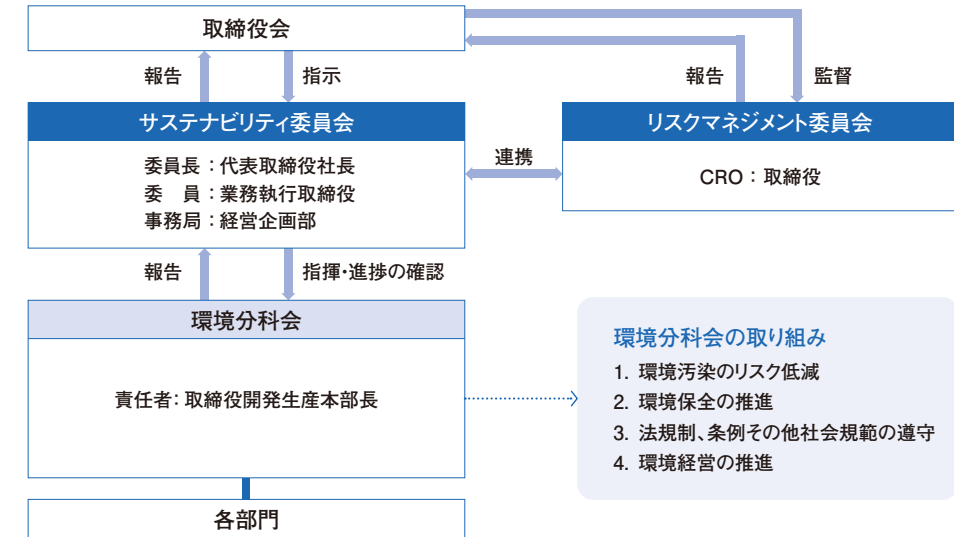 取締役会
報告
指示
報告
監督
サステナビリティ委員会
委員長：代表取締役社長
委　員：業務執行取締役
事務局：経営企画部
連携
リスクマネジメント委員会
CRO：取締役
報告
指揮・進捗の確認
環境分科会
責任者：取締役開発生産本部長
環境分科会の取り組み
1. 環境汚染のリスク低減
2. 環境保全の推進
3. 法規制、条例その他社会規範の遵守
4. 環境経営の推進
各部門